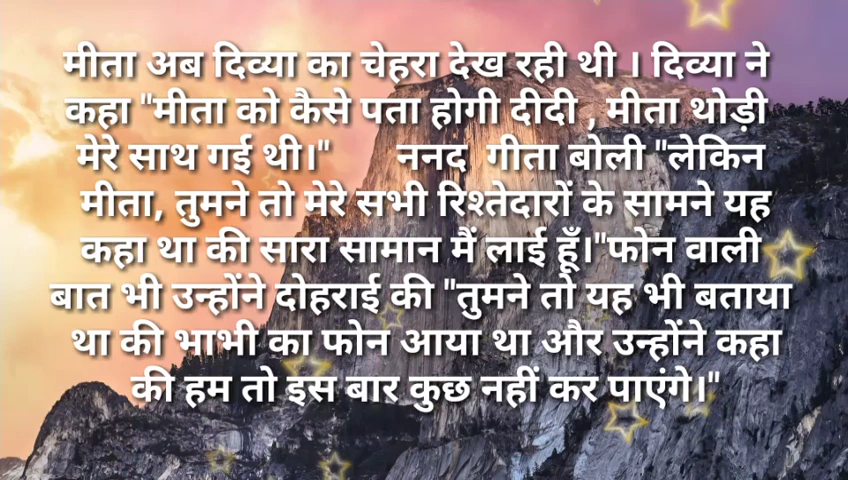 मीता अब दिव्या का चेहरा देख रही थी । दिव्या ने
कहा "मीता को कैसे पता होगी दीदी , मीता थोड़ी
मेरे साथ गई थी।" ननद गीता बोली "लेकिन
मीता, तुमने तो मेरे सभी रिश्तेदारों के सामने यह
कहा था की सारा सामान मैं लाई हूँ।"फोन वाली
बात भी उन्होंने दोहराई की "तुमने तो यह भी बताया
था की भाभी का फोन आया था और उन्होंने कहा
की हम तो इस बार कुछ नहीं कर पाएंगे।"